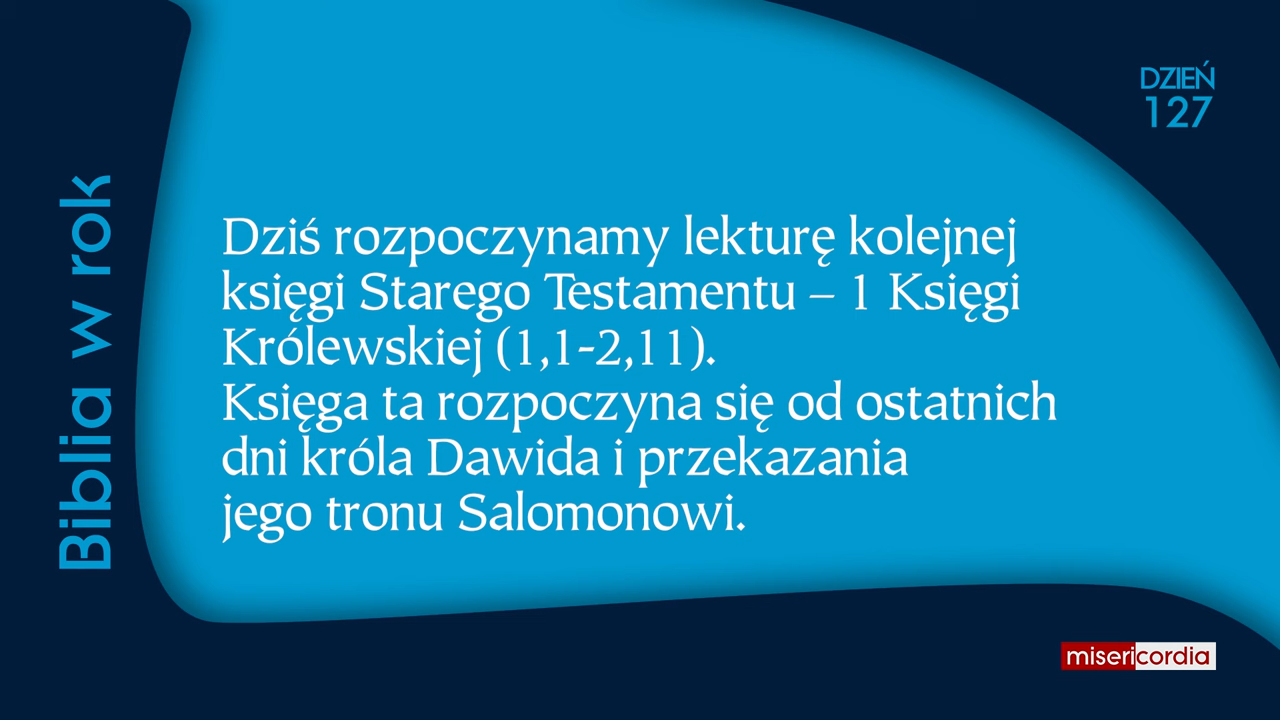 DZIEŃ
127
Biblia w rok
Dziś rozpoczynamy lekturę kolejnej
księgi Starego Testamentu – 1 Księgi
Królewskiej (1,1-2,11).
Księga ta rozpoczyna się od ostatnich
dni króla Dawida i przekazania
jego tronu Salomonowi.
misericordia